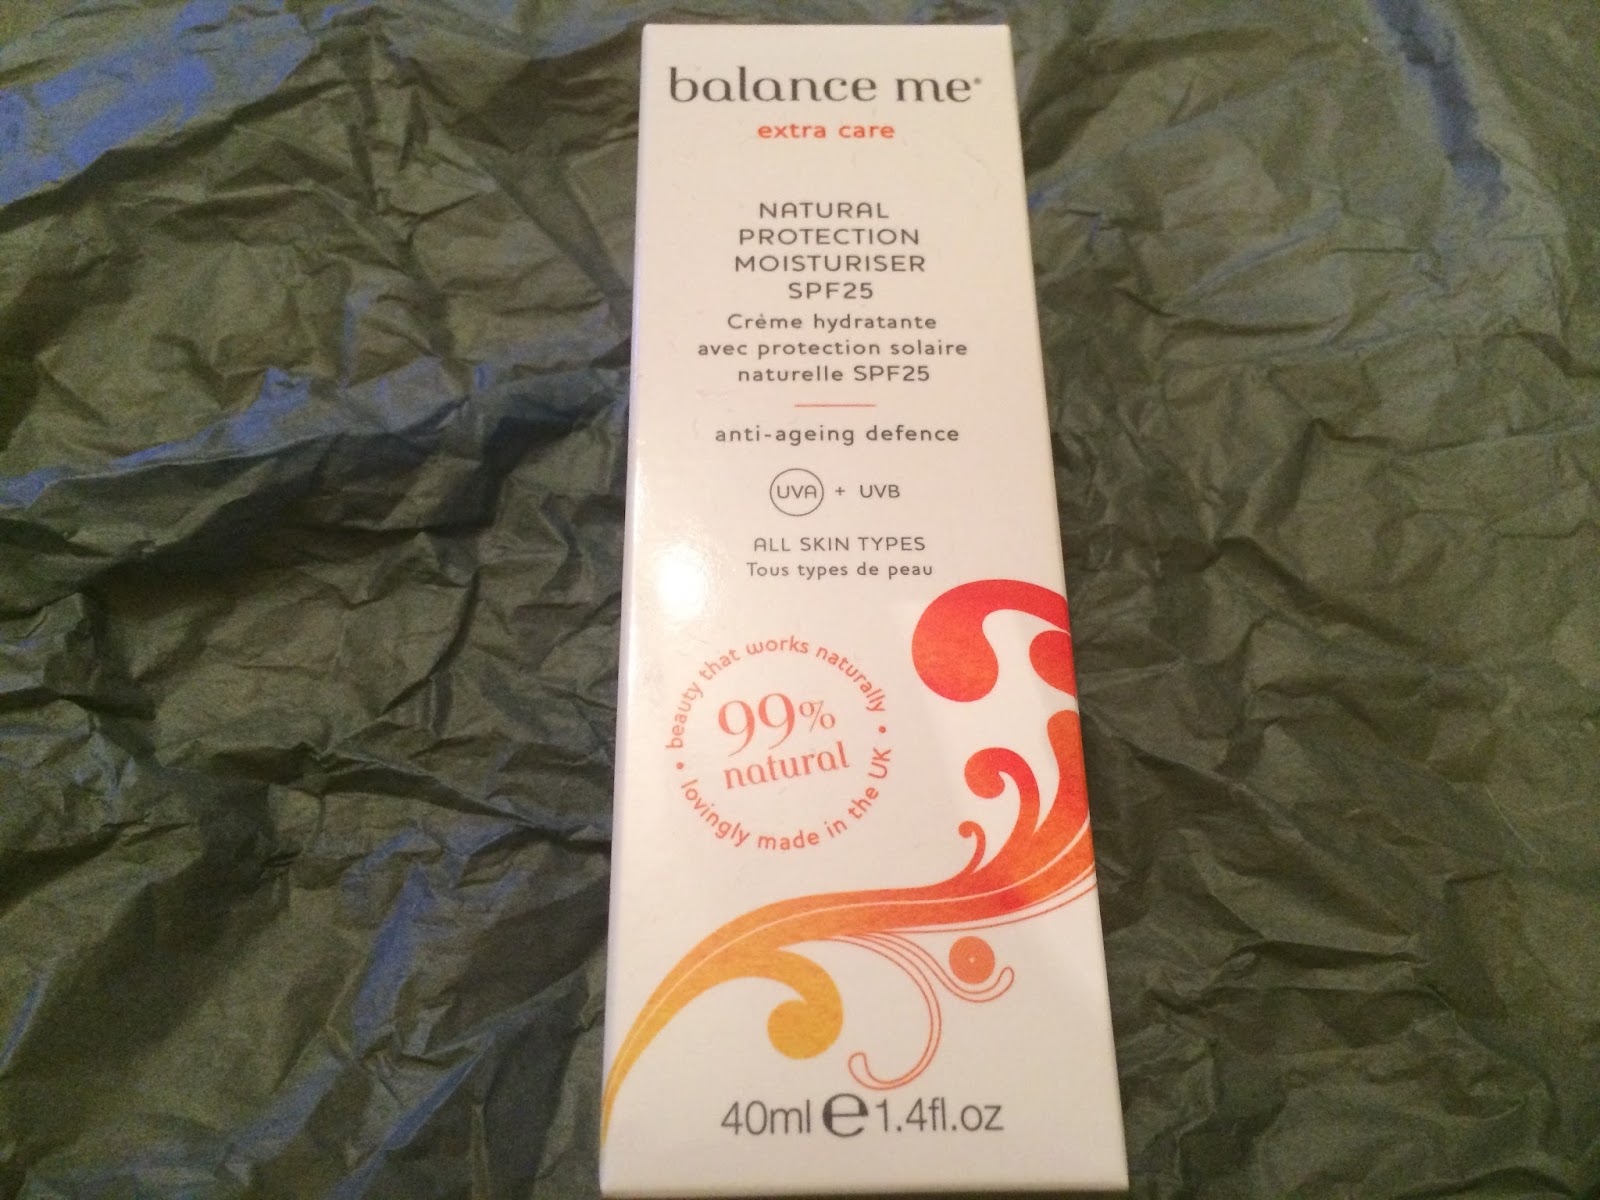 balance me®
extra care
NATURAL
PROTECTION
MOISTURISER
SPF25
Crème hydratante
avec protection solaire
naturelle SPF25
anti-ageing defence
UVA + UVB
ALL SKIN TYPES
Tous types de peau
• beauty that works naturally •
99%
natural
lovingly made in the UK
40ml e 1.4fl.oz